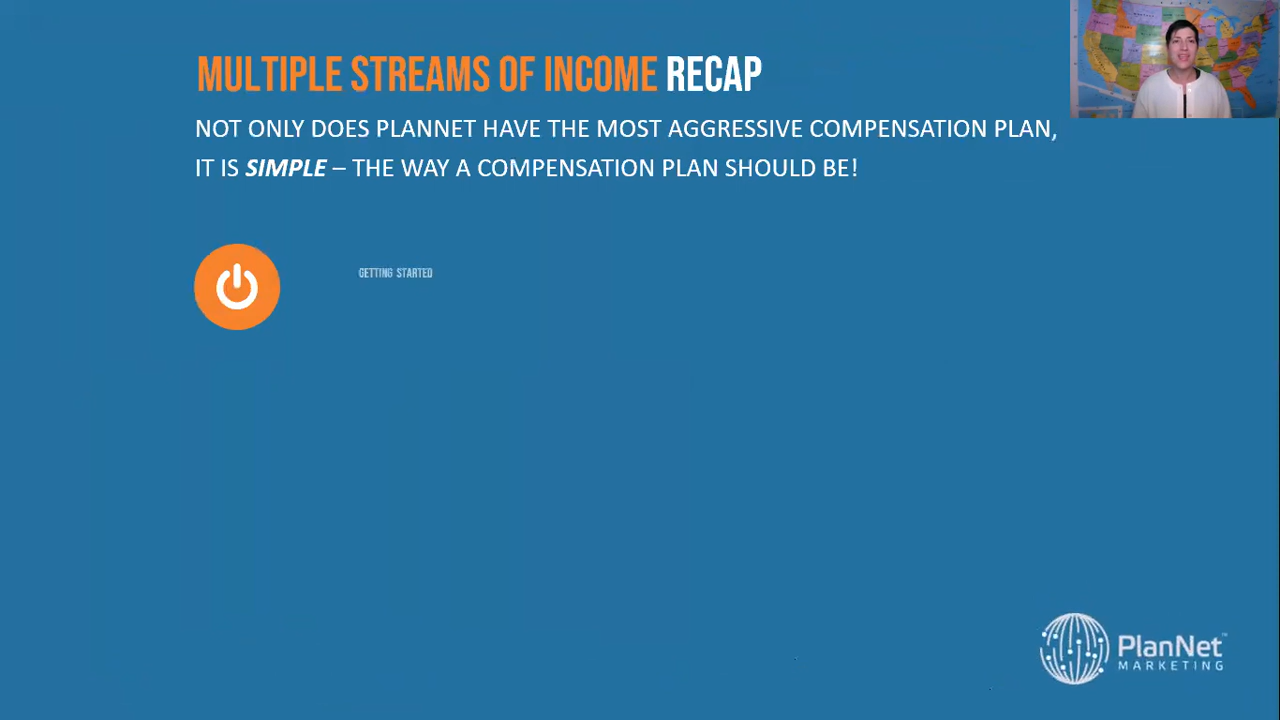 MULTIPLE STREAMS OF INCOME RECAP
NOT ONLY DOES PLANNET HAVE THE MOST AGGRESSIVE COMPENSATION PLAN,
IT IS SIMPLE – THE WAY A COMPENSATION PLAN SHOULD BE!
GETTING STARTED
PlanNet™
MARKETING